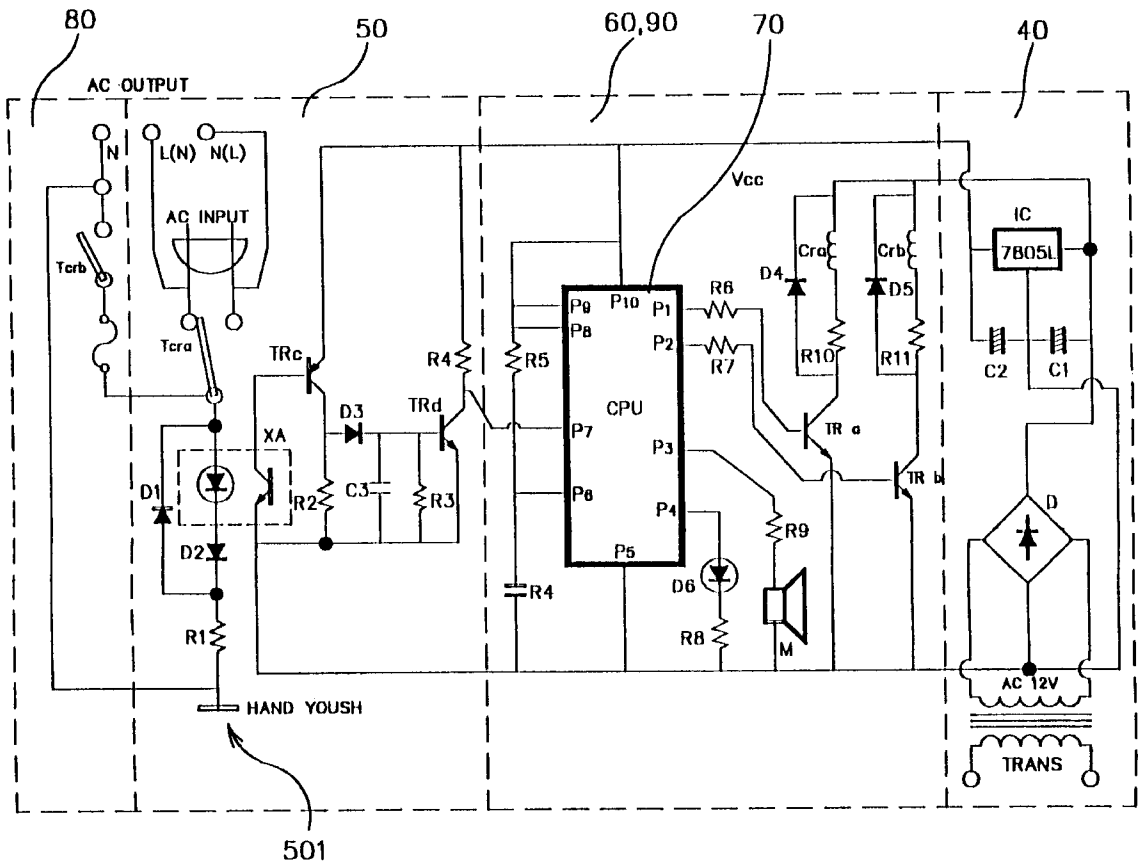 80
50
60,90
70
40
AC OUTPUT
N
L(N)
N(L)
AC INPUT
Tcrb
Tcra
TRc
XA
D1
D2
R1
R2
D3
C3
R3
TRd
R4
R5
R4
Vcc
P9
P8
P10
P1
P2
P7
CPU
P3
P6
P4
P5
R6
R7
D4
Cra
R10
D5
Crb
R11
TR a
TR b
R9
D6
R8
M
IC
7805L
C2
C1
D
AC 12V
TRANS
HAND YOUSH
501